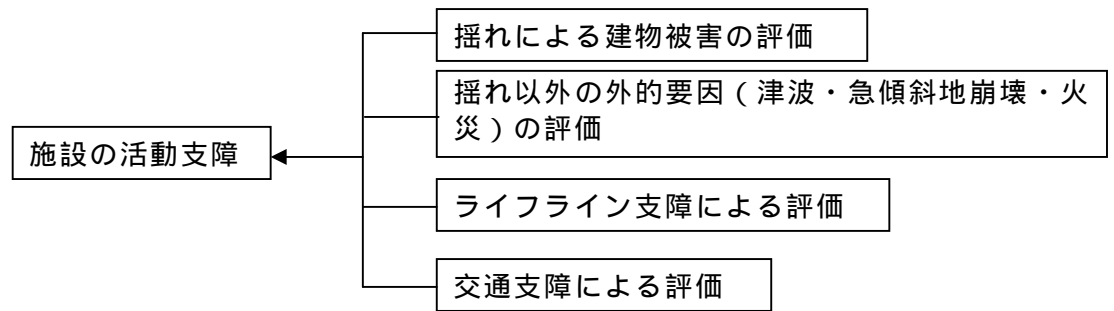 揺れによる建物被害の評価
揺れ以外の外的要因（津波・急傾斜地崩壊・火
災）の評価
施設の活動支障
ライフライン支障による評価
交通支障による評価